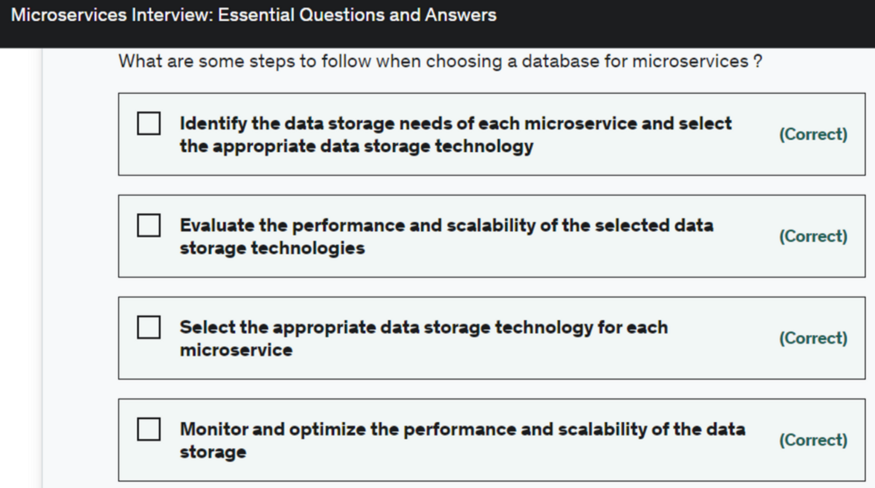 Microservices Interview: Essential Questions and Answers
What are some steps to follow when choosing a database for microservices ?
Identify the data storage needs of each microservice and select
the appropriate data storage technology
(Correct)
Evaluate the performance and scalability of the selected data
storage technologies
(Correct)
Select the appropriate data storage technology for each
microservice
(Correct)
Monitor and optimize the performance and scalability of the data
storage
(Correct)